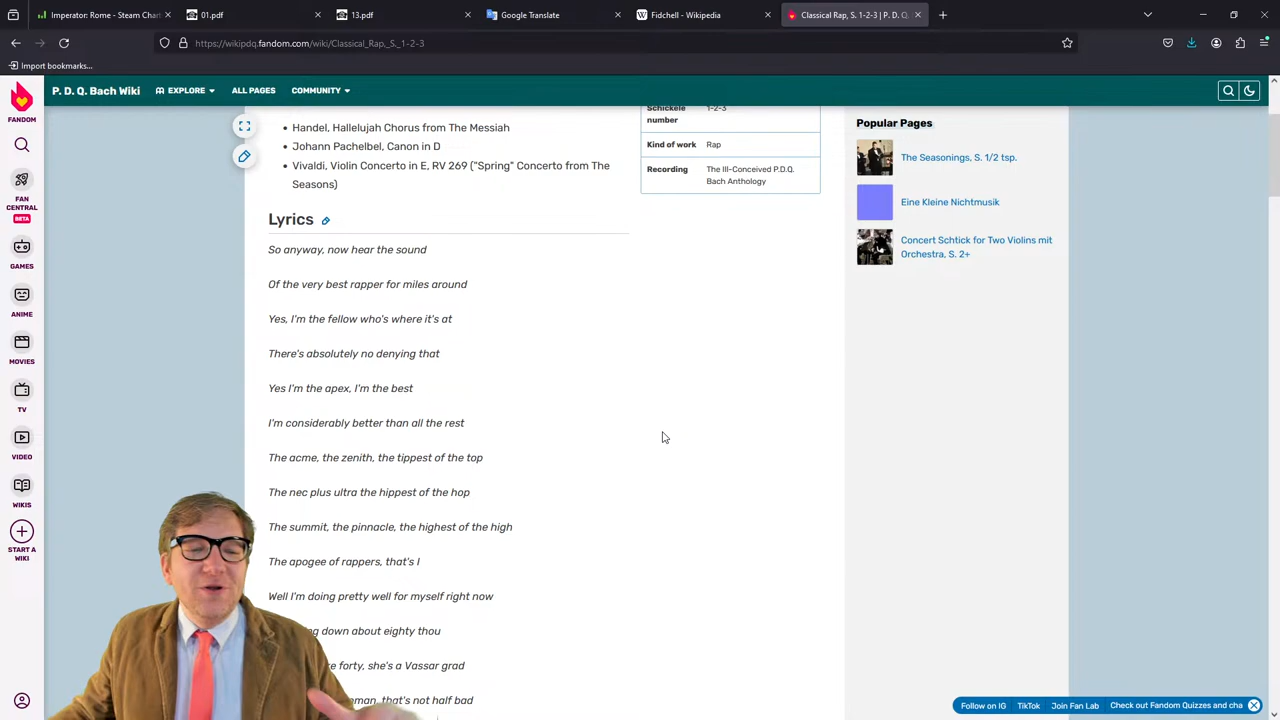 Imperator: Rome - Steam Chart
01.pdf
13.pdf
Google Translate
Fidchell - Wikipedia
Classical Rap, S. 1-2-3 | P. D. Q.
https://wikipdq.fandom.com/wiki/Classical_Rap,_S._1-2-3
Import bookmarks...
P. D. Q. Bach Wiki
EXPLORE
ALL PAGES
COMMUNITY
FANDOM
FAN CENTRAL
BETA
GAMES
ANIME
MOVIES
TV
VIDEO
WIKIS
START A WIKI
Handel, Hallelujah Chorus from The Messiah
Johann Pachelbel, Canon in D
Vivaldi, Violin Concerto in E, RV 269 ("Spring" Concerto from The
Seasons)
Schickele
number
1-2-3
Kind of work
Rap
Recording
The Ill-Conceived P.D.Q.
Bach Anthology
Popular Pages
The Seasonings, S. 1/2 tsp.
Eine Kleine Nichtmusik
Concert Schtick for Two Violins mit
Orchestra, S. 2+
Lyrics
So anyway, now hear the sound
Of the very best rapper for miles around
Yes, I'm the fellow who's where it's at
There's absolutely no denying that
Yes I'm the apex, I'm the best
I'm considerably better than all the rest
The acme, the zenith, the tippest of the top
The nec plus ultra the hippest of the hop
The summit, the pinnacle, the highest of the high
The apogee of rappers, that's I
Well I'm doing pretty well for myself right now
down about eighty thou
forty, she's a Vassar grad
that's not half bad
Follow on IG
TikTok
Join Fan Lab
Check out Fandom Quizzes and cha